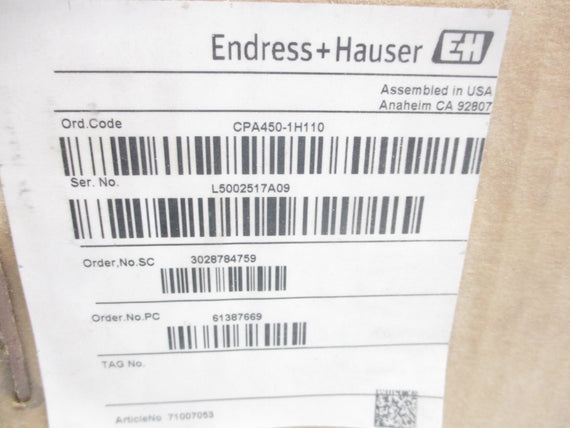 Endress+Hauser EH
Assembled in USA
Anaheim CA 92807
Ord.Code CPA450-1H110
Ser. No. L5002517A09
Order.No.SC 3028784759
Order.No.PC 61387669
TAG No.
ArticleNo 71007053